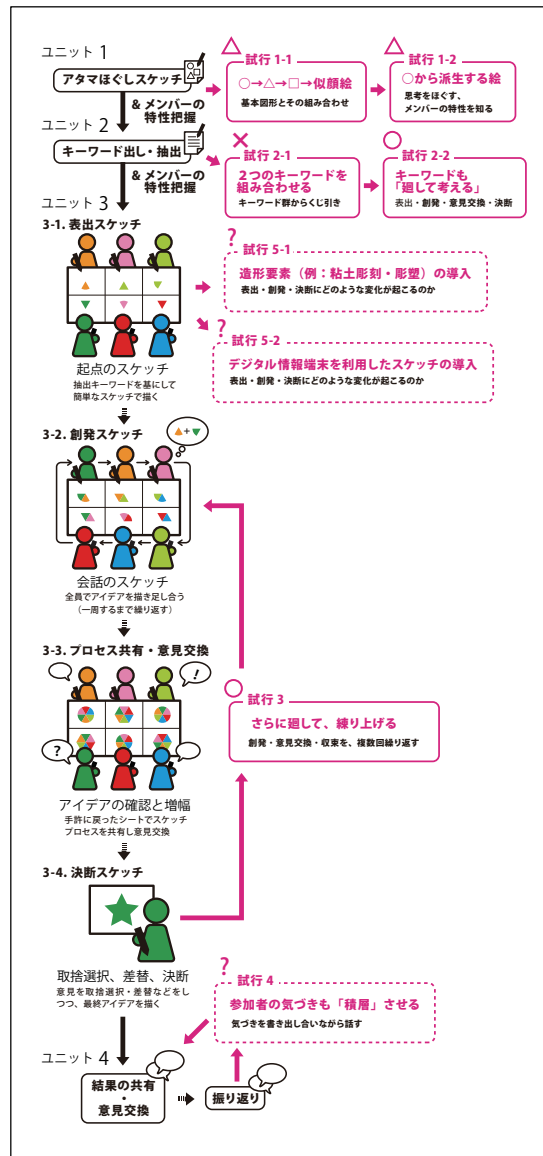 ユニット 1
アタマほぐしスケッチ
& メンバーの
特性把握
△
試行 1-1
○→△→□→似顔絵
基本図形とその組み合わせ
△
試行 1-2
○から派生する絵
思考をほぐす、
メンバーの特性を知る
ユニット 2
キーワード出し・抽出
& メンバーの
特性把握
×
試行 2-1
２つのキーワードを
組み合わせる
キーワード群からくじ引き
○
試行 2-2
キーワードも
「廻して考える」
表出・創発・意見交換・決断
ユニット 3
3-1. 表出スケッチ
起点のスケッチ
抽出キーワードを基にして
簡単なスケッチで描く
?
試行 5-1
造形要素（例：粘土彫刻・彫塑）の導入
表出・創発・決断にどのような変化が起こるのか
?
試行 5-2
デジタル情報端末を利用したスケッチの導入
表出・創発・決断にどのような変化が起こるのか
3-2. 創発スケッチ
+
会話のスケッチ
全員でアイデアを描き足し合う
（一周するまで繰り返す）
3-3. プロセス共有・意見交換
!
?
アイデアの確認と増幅
手許に戻ったシートでスケッチ
プロセスを共有し意見交換
○
試行 3
さらに廻して、練り上げる
創発・意見交換・収束を、複数回繰り返す
3-4. 決断スケッチ
取捨選択、差替、決断
意見を取捨選択・差替などをし
つつ、最終アイデアを描く
?
試行 4
参加者の気づきも「積層」させる
気づきを書き出し合いながら話す
ユニット 4
結果の共有
・
意見交換
振り返り